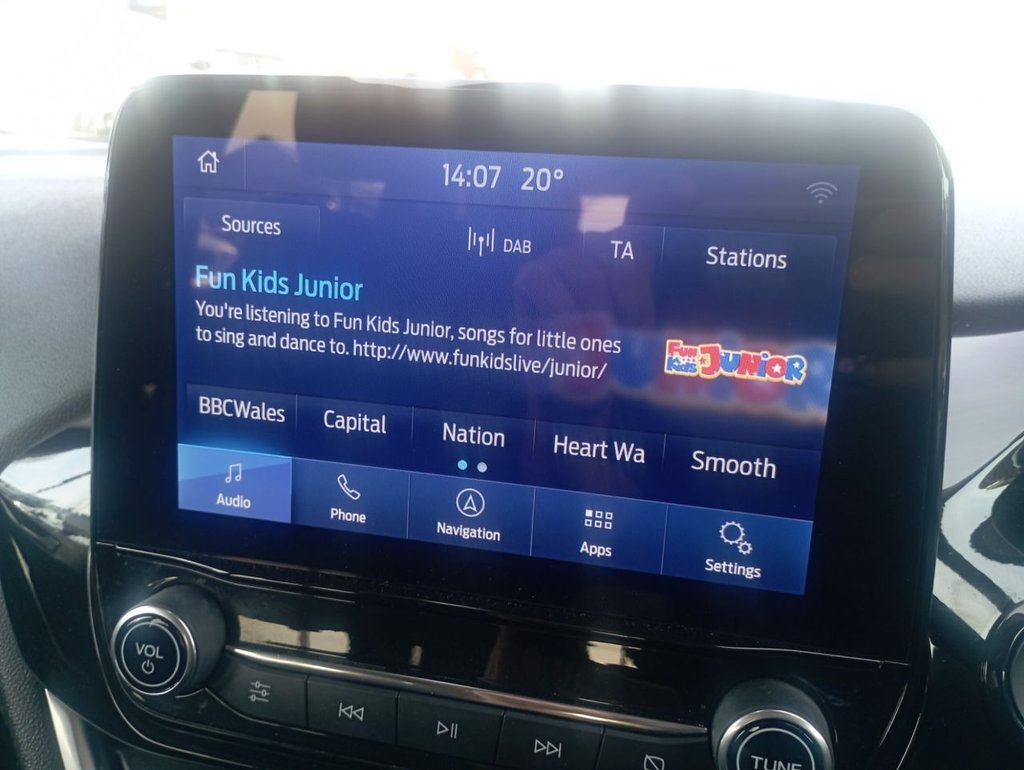 14:07 20°
Sources DAB TA Stations
Fun Kids Junior
You're listening to Fun Kids Junior, songs for little ones
to sing and dance to. http://www.funkidslive/junior/
Fun Kids JUNIOR
BBCWales Capital Nation Heart Wa Smooth
Audio Phone Navigation Apps Settings
VOL
TUNE